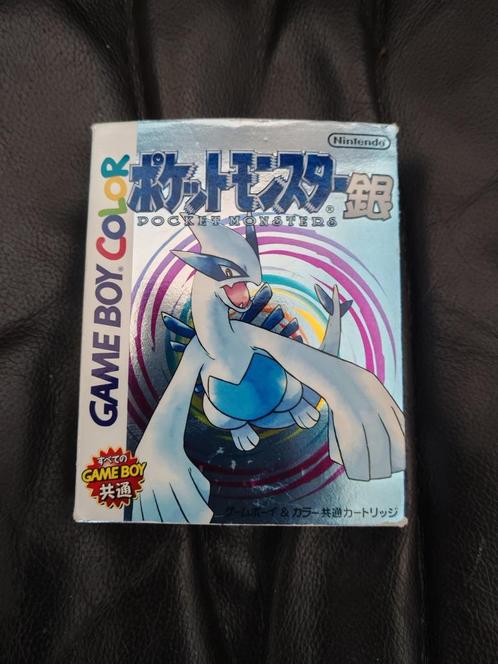 Nintendo
ポケットモンスター銀
POCKET MONSTERS
GAME BOY COLOR
すべての
GAME BOY
共通
ゲームボーイ & カラー共通カートリッジ